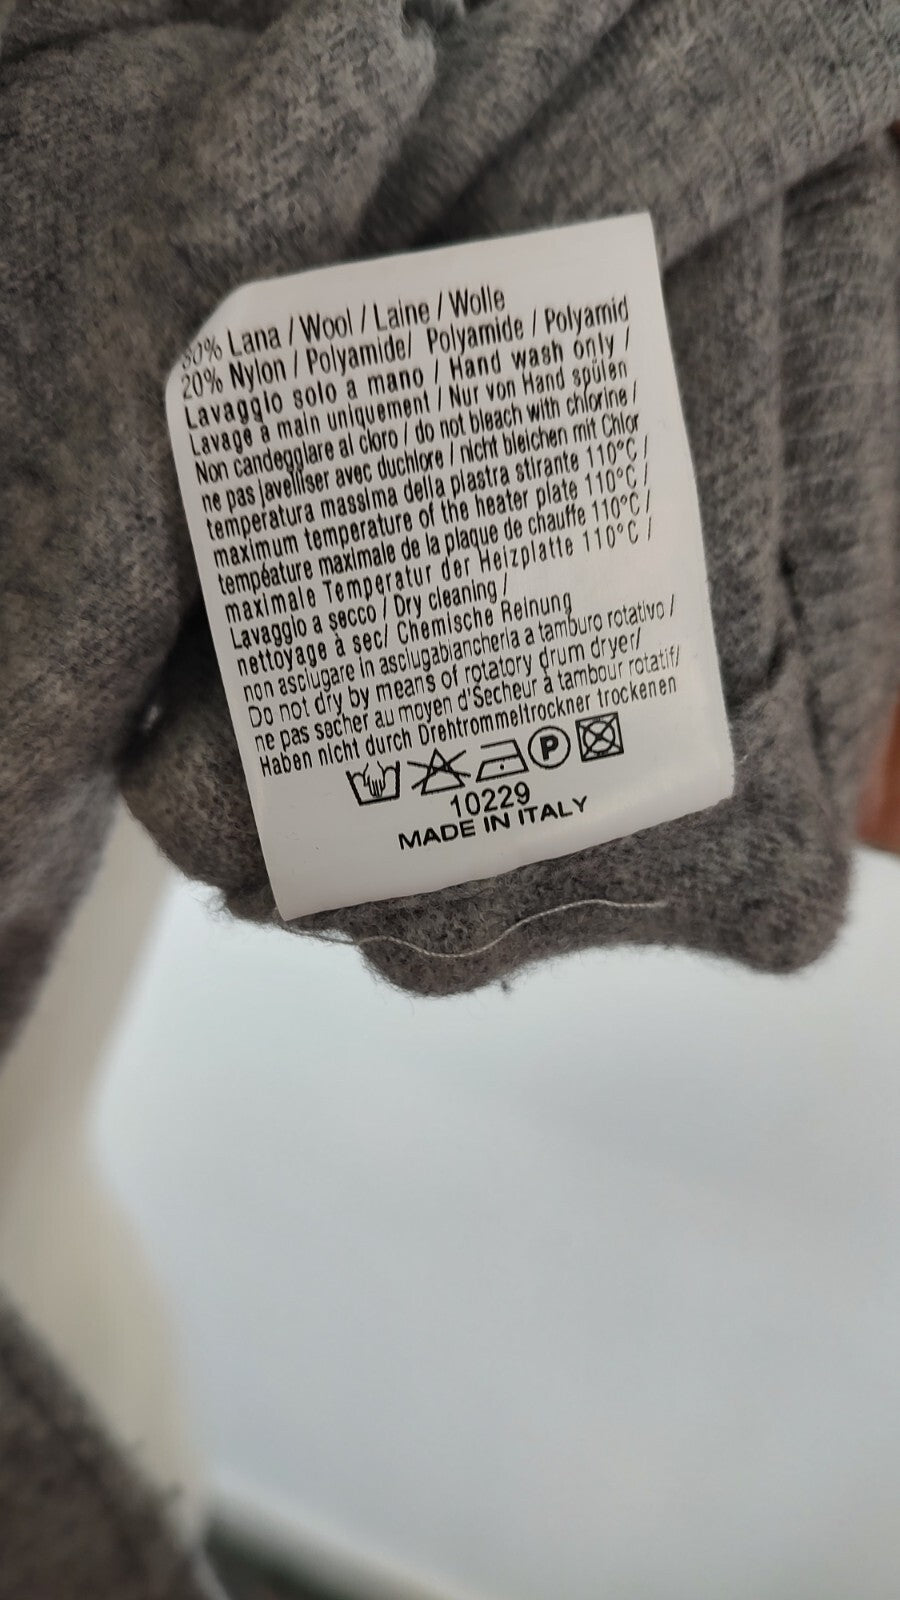 80% Lana / Wool / Laine / Wolle
20% Nylon / Polyamide/ Polyamide / Polyamid
Lavaggio solo a mano / Hand wash only /
Lavage à main uniquement / Nur von Hand spülen
Non candeggiare al cloro / do not bleach with chlorine /
ne pas javelliser avec duchlore / nicht bleichen mit Chlor
temperatura massima della piastra stirante 110°C /
maximum temperature of the heater plate 110°C /
tempéature maximale de la plaque de chauffe 110°C /
maximale Temperatur der Heizplatte 110°C /
Lavaggio a secco / Dry cleaning /
nettoyage à sec/ Chemische Reinung
non asciugare in asciugabiancheria a tamburo rotativo /
Do not dry by means of rotatory drum dryer/
ne pas sècher au moyen d'Sècheur à tambour rotatif/
Haben nicht durch Drehtrommeltrockner trockenen
P
10229
MADE IN ITALY